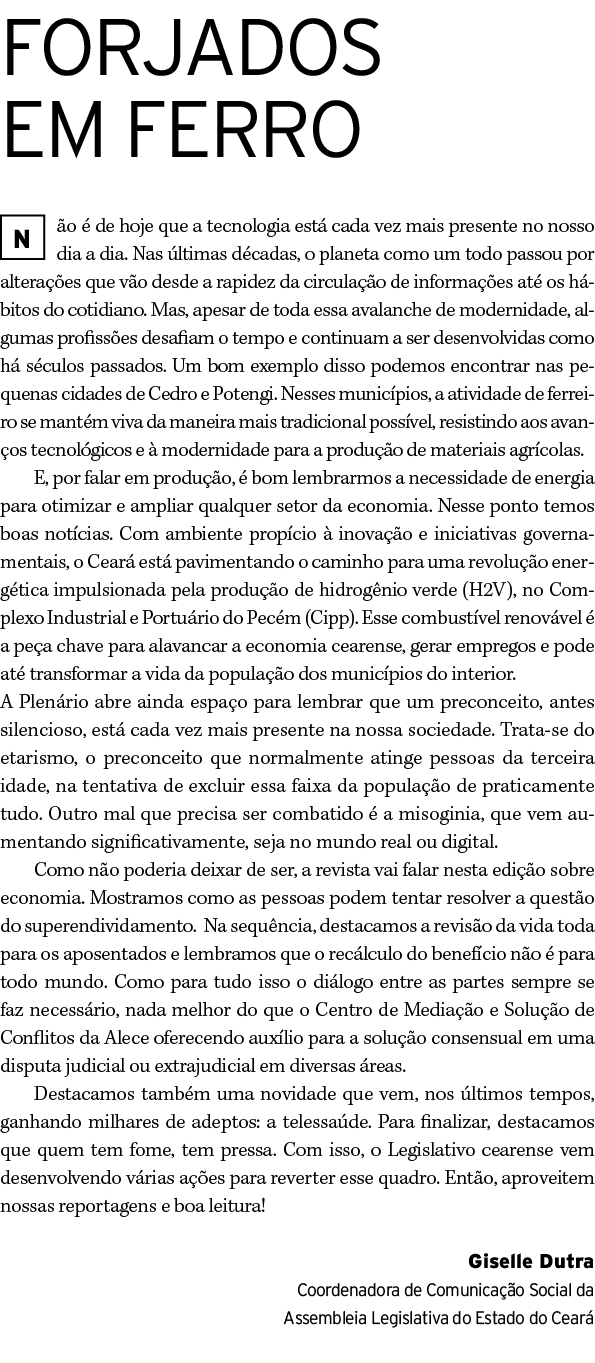 FORJADOS
EM FERRO
Não é de hoje que a tecnologia está cada vez mais presente no nosso
dia a dia. Nas últimas décadas, o planeta como um todo passou por
alterações que vão desde a rapidez da circulação de informações até os há-
bitos do cotidiano. Mas, apesar de toda essa avalanche de modernidade, al-
gumas profissões desafiam o tempo e continuam a ser desenvolvidas como
há séculos passados. Um bom exemplo disso podemos encontrar nas pe-
quenas cidades de Cedro e Potengi. Nesses municípios, a atividade de ferrei-
ro se mantém viva da maneira mais tradicional possível, resistindo aos avan-
ços tecnológicos e à modernidade para a produção de materiais agrícolas.
E, por falar em produção, é bom lembrarmos a necessidade de energia
para otimizar e ampliar qualquer setor da economia. Nesse ponto temos
boas notícias. Com ambiente propício à inovação e iniciativas governa-
mentais, o Ceará está pavimentando o caminho para uma revolução ener-
gética impulsionada pela produção de hidrogênio verde (H2V), no Com-
plexo Industrial e Portuário do Pecém (Cipp). Esse combustível renovável é
a peça chave para alavancar a economia cearense, gerar empregos e pode
até transformar a vida da população dos municípios do interior.
A Plenário abre ainda espaço para lembrar que um preconceito, antes
silencioso, está cada vez mais presente na nossa sociedade. Trata-se do
etarismo, o preconceito que normalmente atinge pessoas da terceira
idade, na tentativa de excluir essa faixa da população de praticamente
tudo. Outro mal que precisa ser combatido é a misoginia, que vem au-
mentando significativamente, seja no mundo real ou digital.
Como não poderia deixar de ser, a revista vai falar nesta edição sobre
economia. Mostramos como as pessoas podem tentar resolver a questão
do superendividamento. Na sequência, destacamos a revisão da vida toda
para os aposentados e lembramos que o recálculo do benefício não é para
todo mundo. Como para tudo isso o diálogo entre as partes sempre se
faz necessário, nada melhor do que o Centro de Mediação e Solução de
Conflitos da Alece oferecendo auxílio para a solução consensual em uma
disputa judicial ou extrajudicial em diversas áreas.
Destacamos também uma novidade que vem, nos últimos tempos,
ganhando milhares de adeptos: a telessaúde. Para finalizar, destacamos
que quem tem fome, tem pressa. Com isso, o Legislativo cearense vem
desenvolvendo várias ações para reverter esse quadro. Então, aproveitem
nossas reportagens e boa leitura!
Giselle Dutra
Coordenadora de Comunicação Social da
Assembleia Legislativa do Estado do Ceará